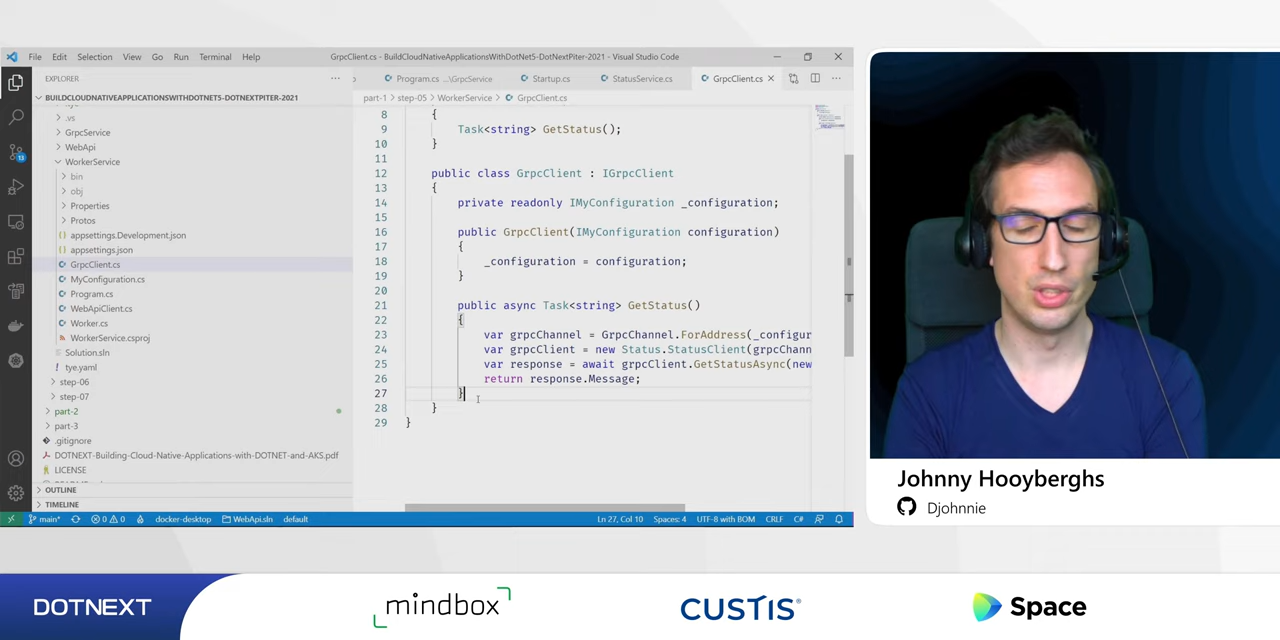 File Edit Selection View Go Run Terminal Help
GrpcClient.cs - BuildCloudNativeApplicationsWithDotNet5-DotNextPiter-2021 - Visual Studio Code
EXPLORER
BUILDCLOUDNATIVEAPPLICATIONSWITHDOTNET5-DOTNEXTPITER-2021
.vs
GrpcService
WebApi
WorkerService
bin
obj
Properties
Protos
appsettings.Development.json
appsettings.json
GrpcClient.cs
MyConfiguration.cs
Program.cs
WebApiClient.cs
Worker.cs
WorkerService.csproj
Solution.sln
tye.yaml
step-06
step-07
part-2
part-3
.gitignore
DOTNEXT-Building-Cloud-Native-Applications-with-DOTNET-and-AKS.pdf
LICENSE
OUTLINE
TIMELINE
Program.cs ...\GrpcService Startup.cs StatusService.cs GrpcClient.cs
part-1 > step-05 > WorkerService > GrpcClient.cs
8 {
9 Task<string> GetStatus();
10 }
11
12 public class GrpcClient : IGrpcClient
13 {
14 private readonly IMyConfiguration _configuration;
15
16 public GrpcClient(IMyConfiguration configuration)
17 {
18 _configuration = configuration;
19 }
20
21 public async Task<string> GetStatus()
22 {
23 var grpcChannel = GrpcChannel.ForAddress(_configur
24 var grpcClient = new Status.StatusClient(grpcChann
25 var response = await grpcClient.GetStatusAsync(new
26 return response.Message;
27 }
28 }
29 }
13
main* 0 0 docker-desktop WebApi.sln default
Ln 27, Col 10 Spaces: 4 UTF-8 with BOM CRLF C#
Johnny Hooyberghs
Djohnnie
DOTNEXT
mindbox
CUSTIS®
Space